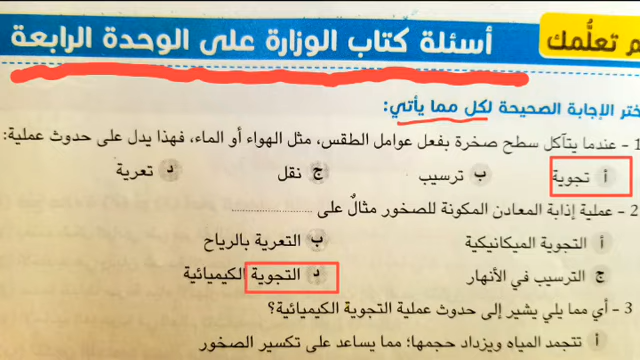 م تعلُّمك
أسئلة كتاب الوزارة على الوحدة الرابعة
ختر الإجابة الصحيحة لكل مما يأتي:
1 - عندما يتآكل سطح صخرة بفعل عوامل الطقس، مثل الهواء أو الماء، فهذا يدل على حدوث عملية:
أ تجوية ب ترسيب ج نقل د تعرية
2 - عملية إذابة المعادن المكونة للصخور مثالٌ على ..................
أ التجوية الميكانيكية ب التعرية بالرياح
ج الترسيب في الأنهار د التجوية الكيميائية
3 - أي مما يلي يشير إلى حدوث عملية التجوية الكيميائية؟
أ تتجمد المياه ويزداد حجمها؛ مما يساعد على تكسير الصخور